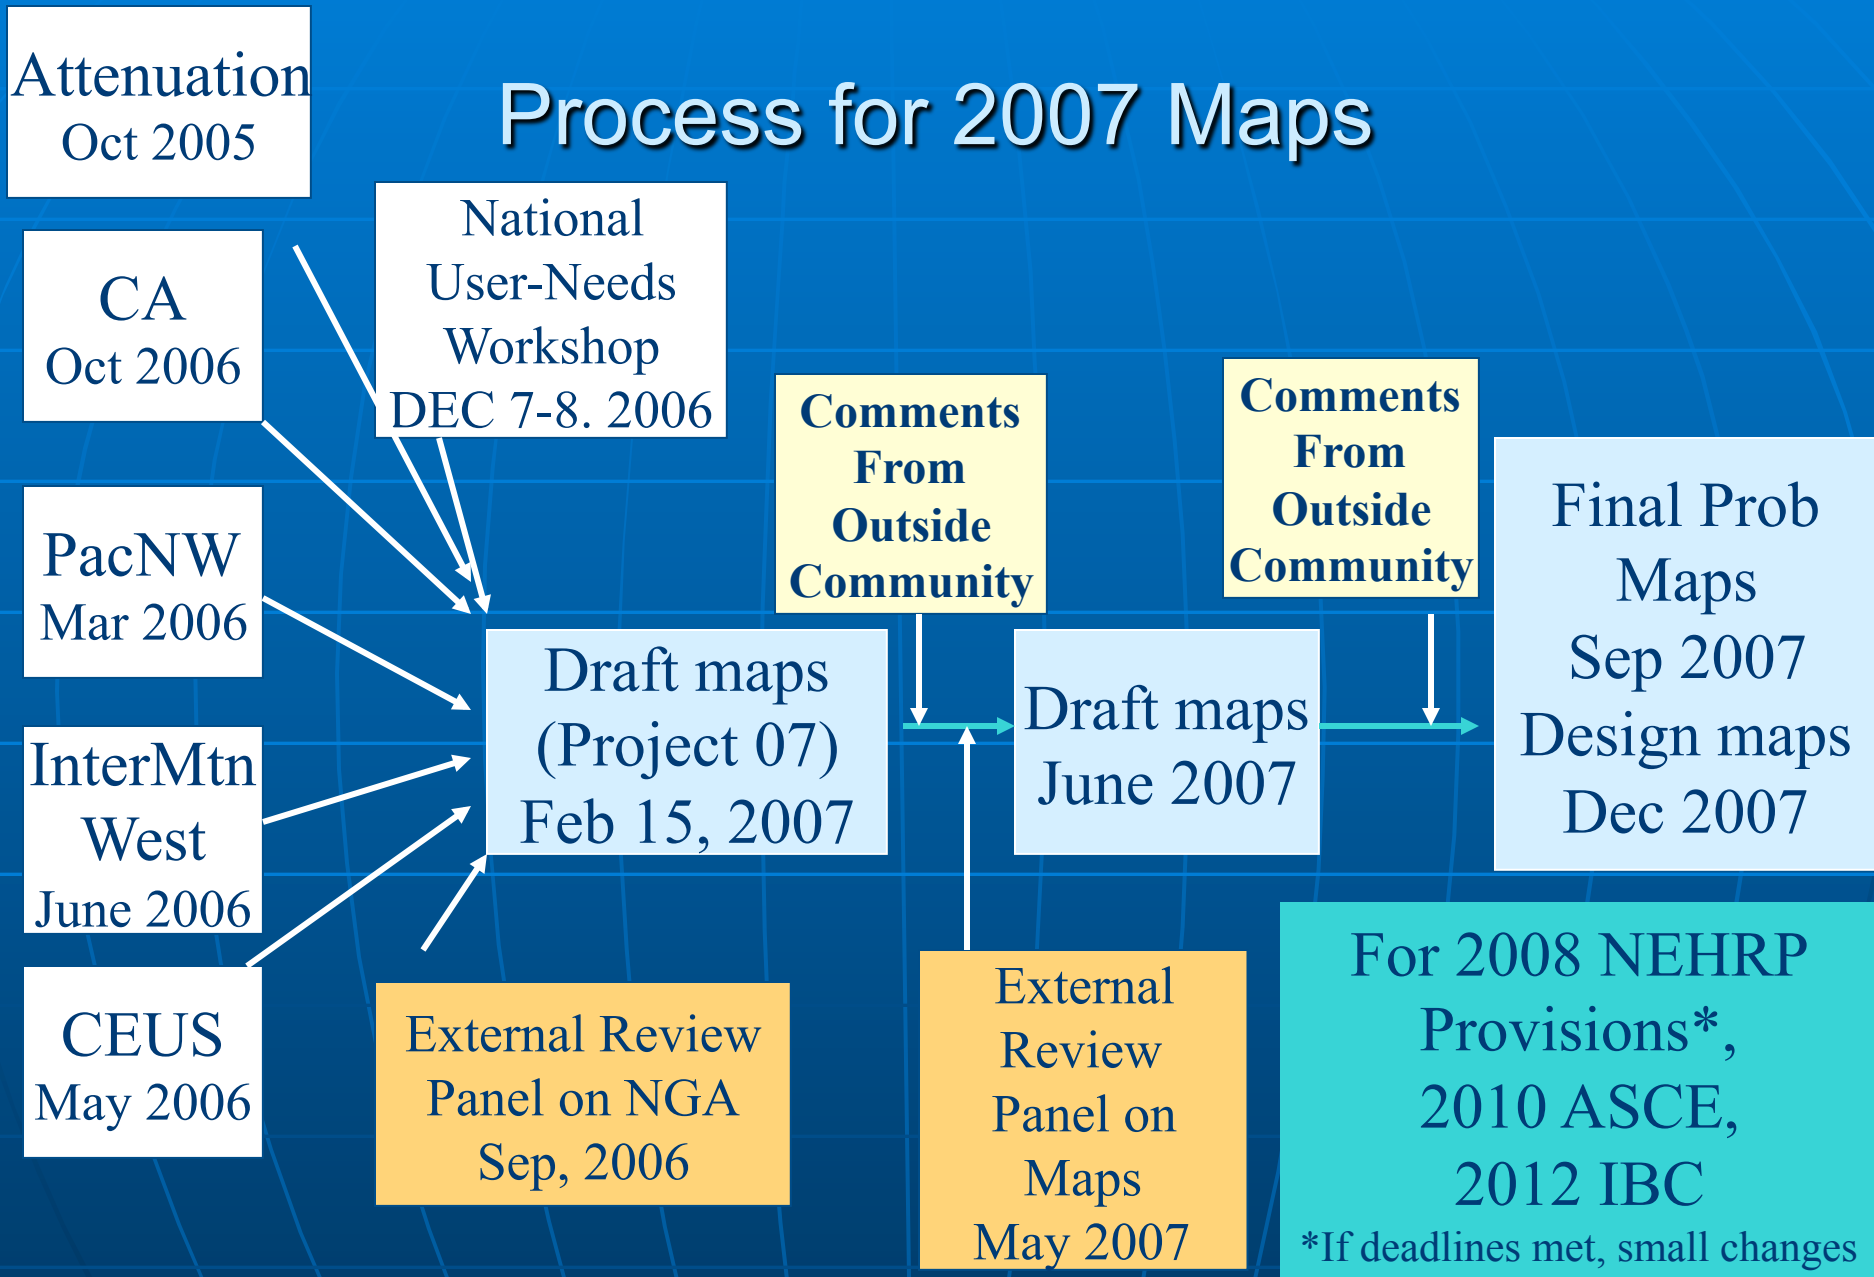 Process for 2007 Maps
Attenuation
Oct 2005
CA
Oct 2006
PacNW
Mar 2006
InterMtn
West
June 2006
CEUS
May 2006
National
User-Needs
Workshop
DEC 7-8. 2006
External Review
Panel on NGA
Sep, 2006
Draft maps
(Project 07)
Feb 15, 2007
Comments
From
Outside
Community
External
Review
Panel on
Maps
May 2007
Draft maps
June 2007
Comments
From
Outside
Community
Final Prob
Maps
Sep 2007
Design maps
Dec 2007
For 2008 NEHRP
Provisions*,
2010 ASCE,
2012 IBC
*If deadlines met, small changes